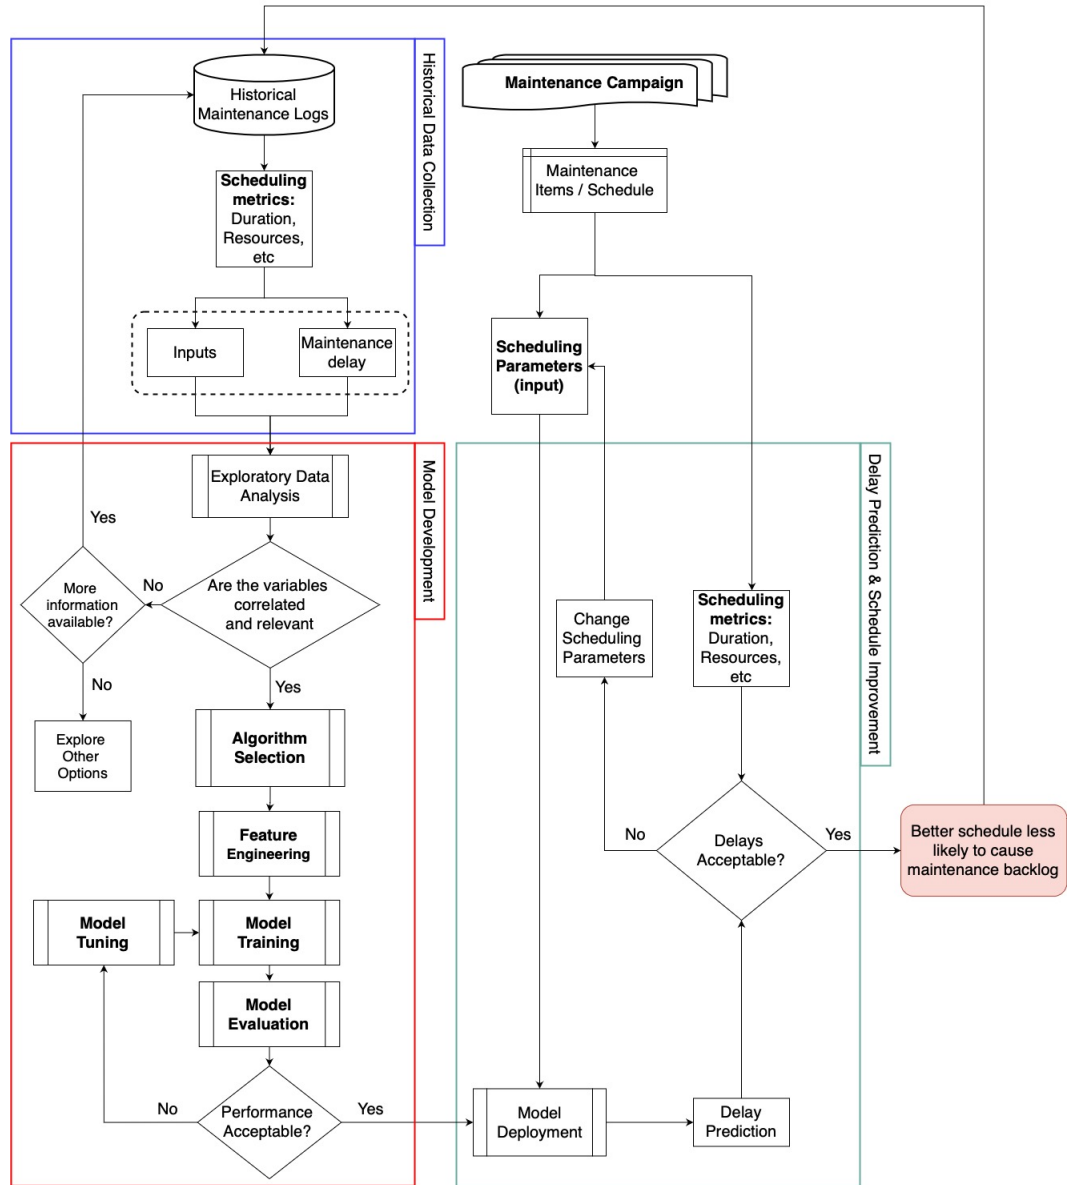 Historical
Maintenance Logs
Scheduling
metrics:
Duration,
Resources,
etc
Inputs
Maintenance
delay
Historical Data Collection
Maintenance Campaign
Maintenance
Items / Schedule
Scheduling
Parameters
(input)
Exploratory Data
Analysis
Model Development
Yes
More
information
available?
No
Are the variables
correlated
and relevant
No
Yes
Explore
Other
Options
Algorithm
Selection
Feature
Engineering
Model
Tuning
Model
Training
Model
Evaluation
No
Performance
Acceptable?
Yes
Delay Prediction & Schedule Improvement
Change
Scheduling
Parameters
Scheduling
metrics:
Duration,
Resources,
etc
No
Delays
Acceptable?
Yes
Better schedule less
likely to cause
maintenance backlog
Model
Deployment
Delay
Prediction